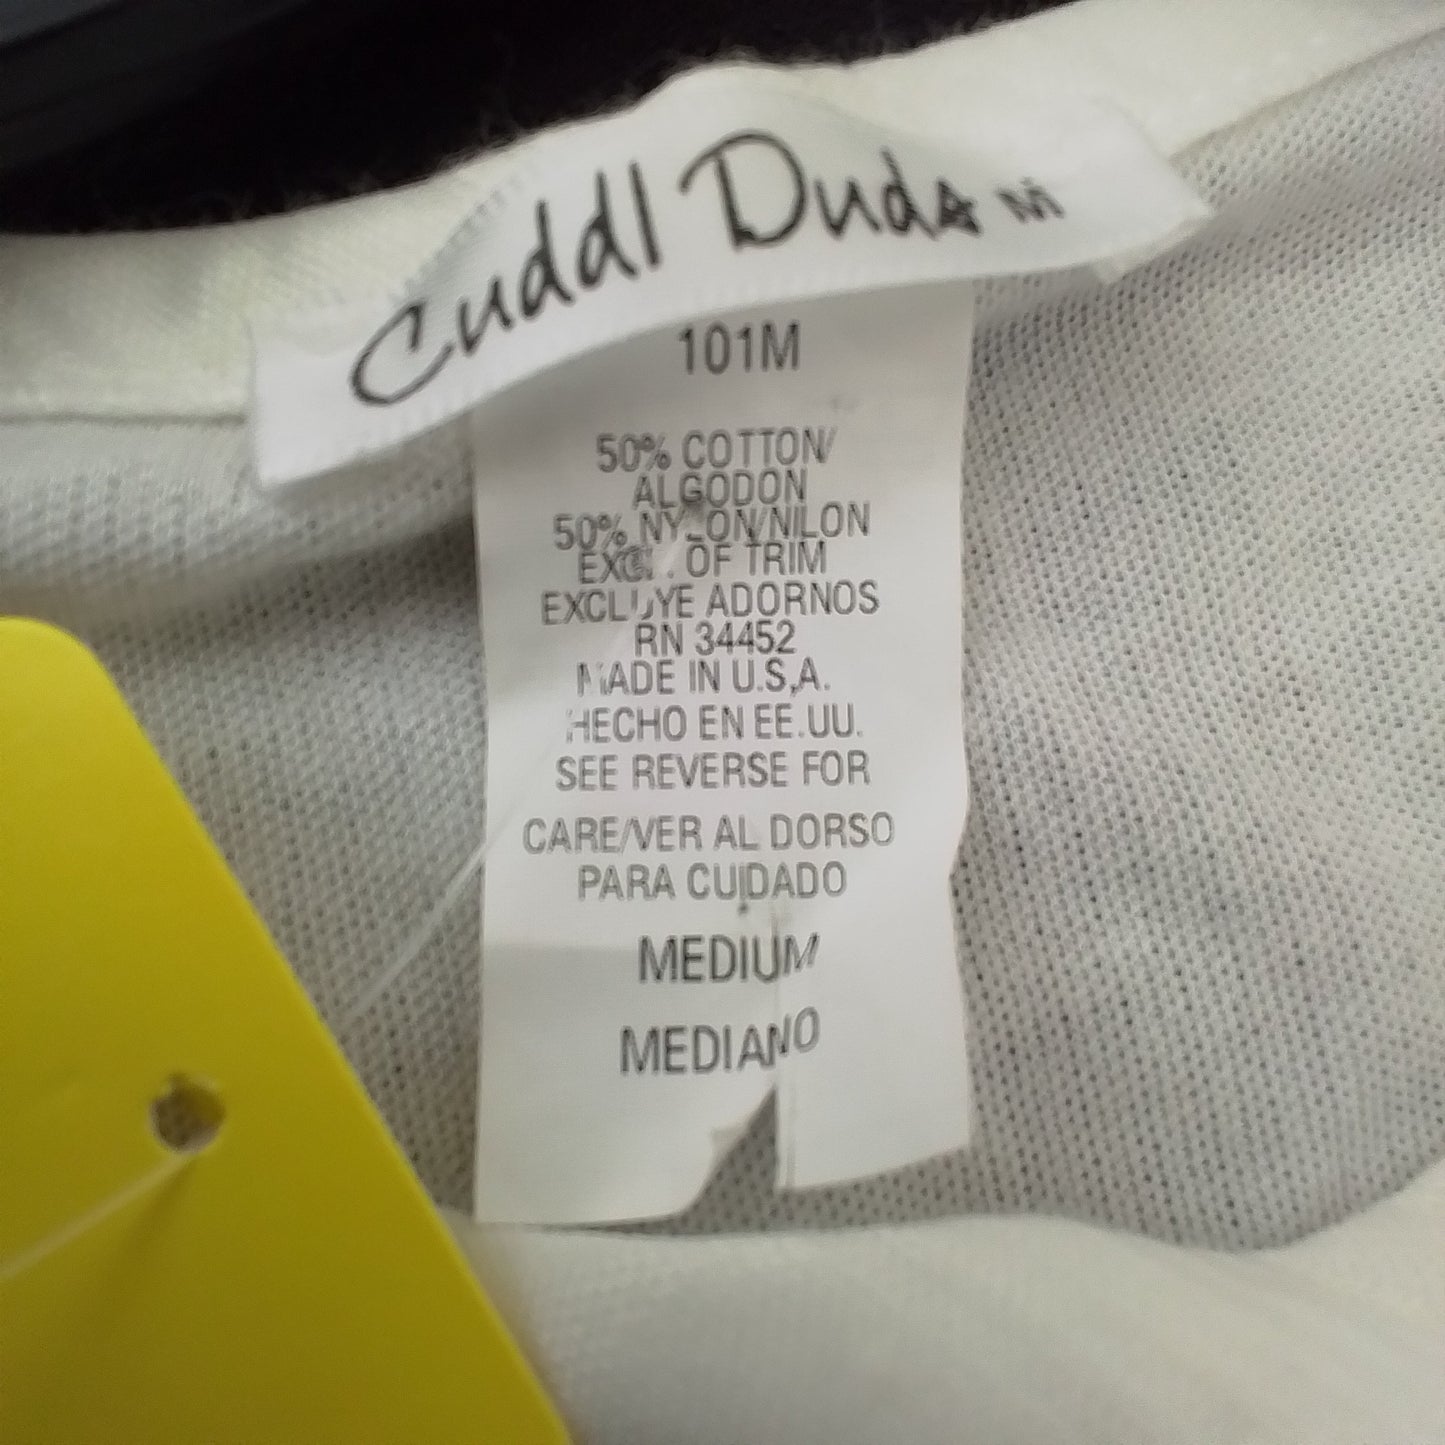 Cuddl Duds M
101M
50% COTTON/
ALGODON
50% NYLON/NILON
EXCL. OF TRIM
EXCLUYE ADORNOS
RN 34452
MADE IN U.S.A.
HECHO EN EE.UU.
SEE REVERSE FOR
CARE/VER AL DORSO
PARA CUIDADO
MEDIUM
MEDIANO